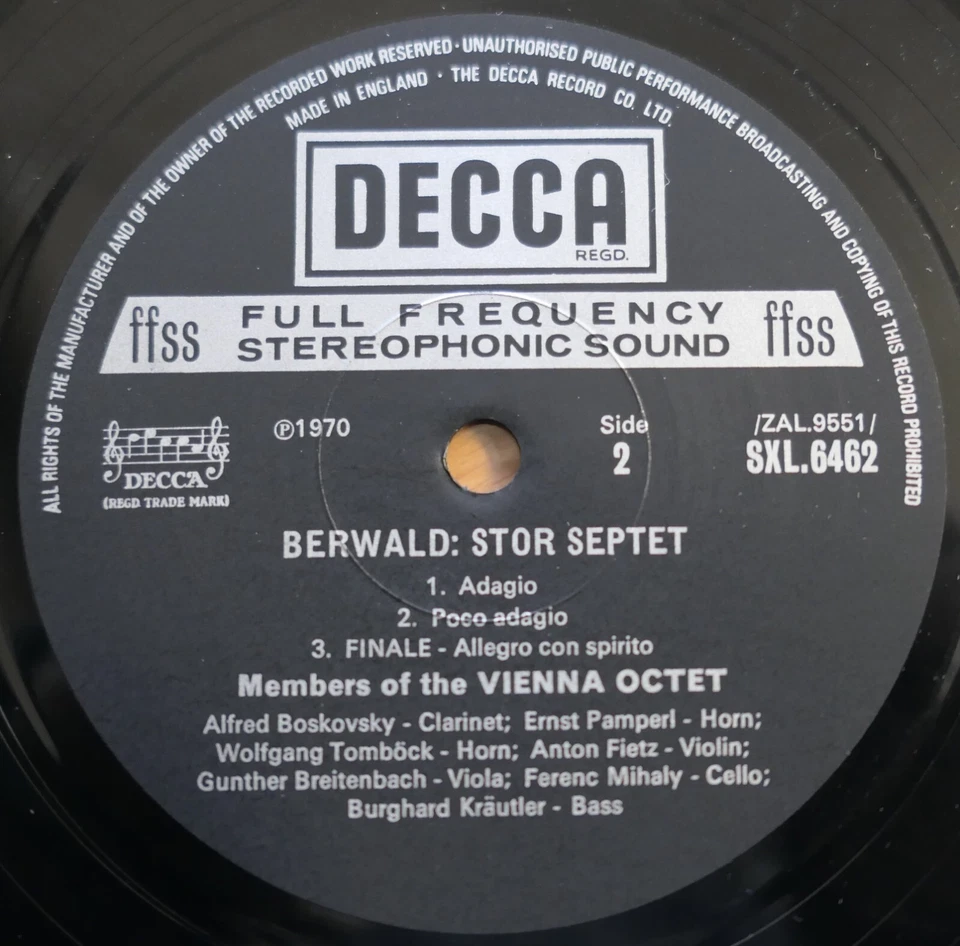 ALL RIGHTS OF THE MANUFACTURER AND OF THE OWNER OF THE RECORDED WORK RESERVED · UNAUTHORISED PUBLIC PERFORMANCE BROADCASTING AND COPYING OF THIS RECORD PROHIBITED
MADE IN ENGLAND · THE DECCA RECORD CO. LTD.
DECCA
REGD.
ffss FULL FREQUENCY STEREOPHONIC SOUND ffss
DECCA
(REGD. TRADE MARK)
℗1970
Side
2
/ZAL.9551/
SXL.6462
BERWALD: STOR SEPTET
1. Adagio
2. Poco adagio
3. FINALE - Allegro con spirito
Members of the VIENNA OCTET
Alfred Boskovsky - Clarinet; Ernst Pamperl - Horn;
Wolfgang Tomböck - Horn; Anton Fietz - Violin;
Gunther Breitenbach - Viola; Ferenc Mihaly - Cello;
Burghard Kräutler - Bass